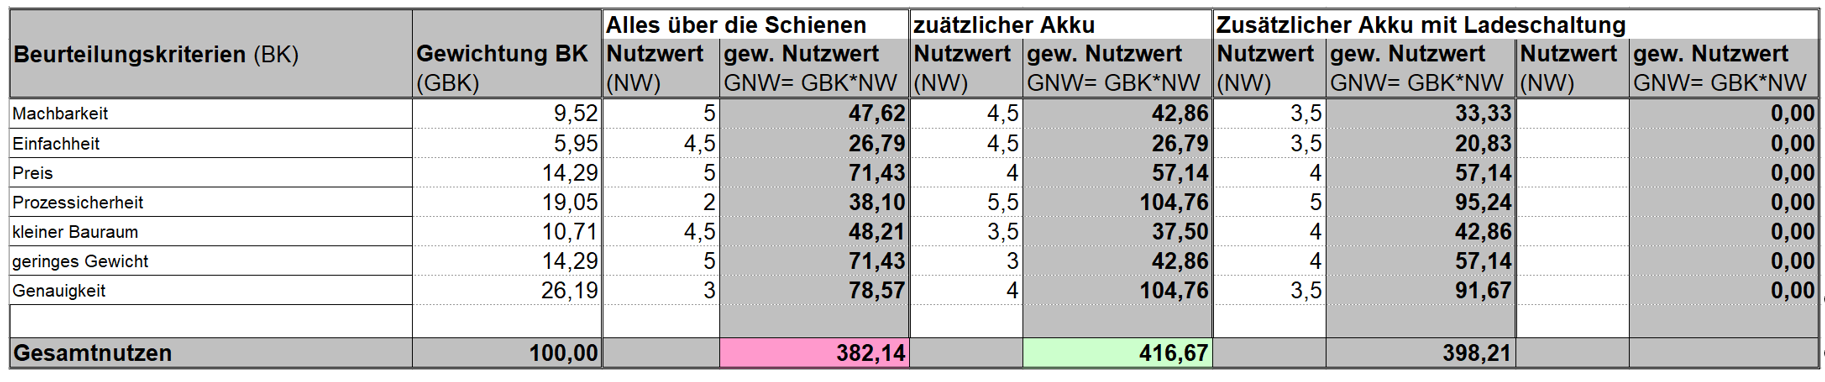 Alles über die Schienen zuätzlicher Akku Zusätzlicher Akku mit Ladeschaltung
Beurteilungskriterien (BK) Gewichtung BK Nutzwert gew. Nutzwert Nutzwert gew. Nutzwert Nutzwert gew. Nutzwert Nutzwert gew. Nutzwert
(GBK) (NW) GNW= GBK*NW (NW) GNW= GBK*NW (NW) GNW= GBK*NW (NW) GNW= GBK*NW
Machbarkeit 9,52 5 47,62 4,5 42,86 3,5 33,33 0,00
Einfachheit 5,95 4,5 26,79 4,5 26,79 3,5 20,83 0,00
Preis 14,29 5 71,43 4 57,14 4 57,14 0,00
Prozessicherheit 19,05 2 38,10 5,5 104,76 5 95,24 0,00
kleiner Bauraum 10,71 4,5 48,21 3,5 37,50 4 42,86 0,00
geringes Gewicht 14,29 5 71,43 3 42,86 4 57,14 0,00
Genauigkeit 26,19 3 78,57 4 104,76 3,5 91,67 0,00
Gesamtnutzen 100,00 382,14 416,67 398,21